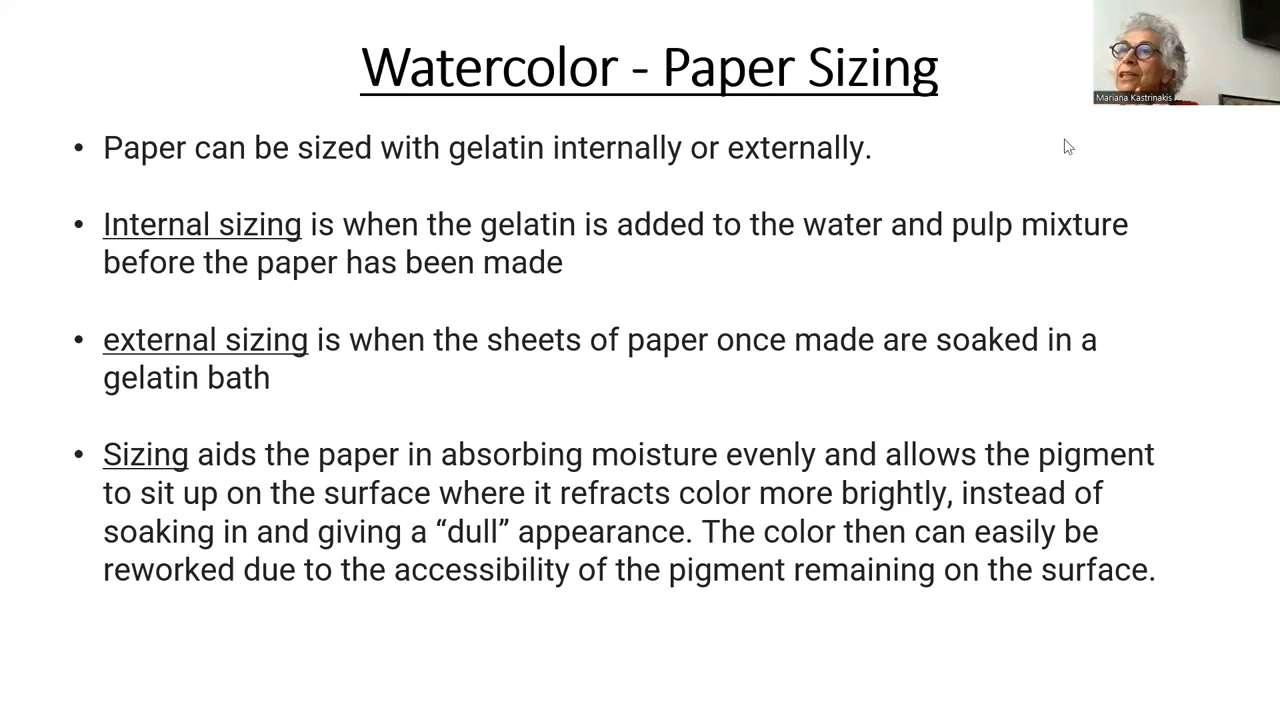 Watercolor - Paper Sizing
Mariana Kastrinakis
• Paper can be sized with gelatin internally or externally.
• Internal sizing is when the gelatin is added to the water and pulp mixture
before the paper has been made
• external sizing is when the sheets of paper once made are soaked in a
gelatin bath
• Sizing aids the paper in absorbing moisture evenly and allows the pigment
to sit up on the surface where it refracts color more brightly, instead of
soaking in and giving a “dull” appearance. The color then can easily be
reworked due to the accessibility of the pigment remaining on the surface.